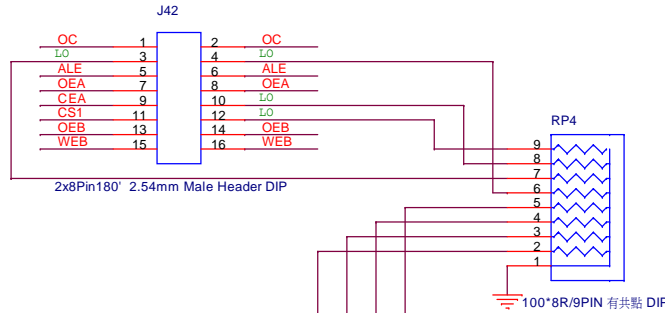 J42
OC 1 2 OC
LO 3 4 LO
ALE 5 6 ALE
OEA 7 8 OEA
CEA 9 10 LO
CS1 11 12 LO
OEB 13 14 OEB
WEB 15 16 WEB
2x8Pin180' 2.54mm Male Header DIP
RP4
9
8
7
6
5
4
3
2
1
100*8R/9PIN 有共點 DIP